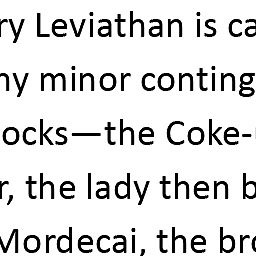 ry Leviathan is ca
ny minor conting
ocks—the Coke-
r, the lady then b
Mordecai, the bro